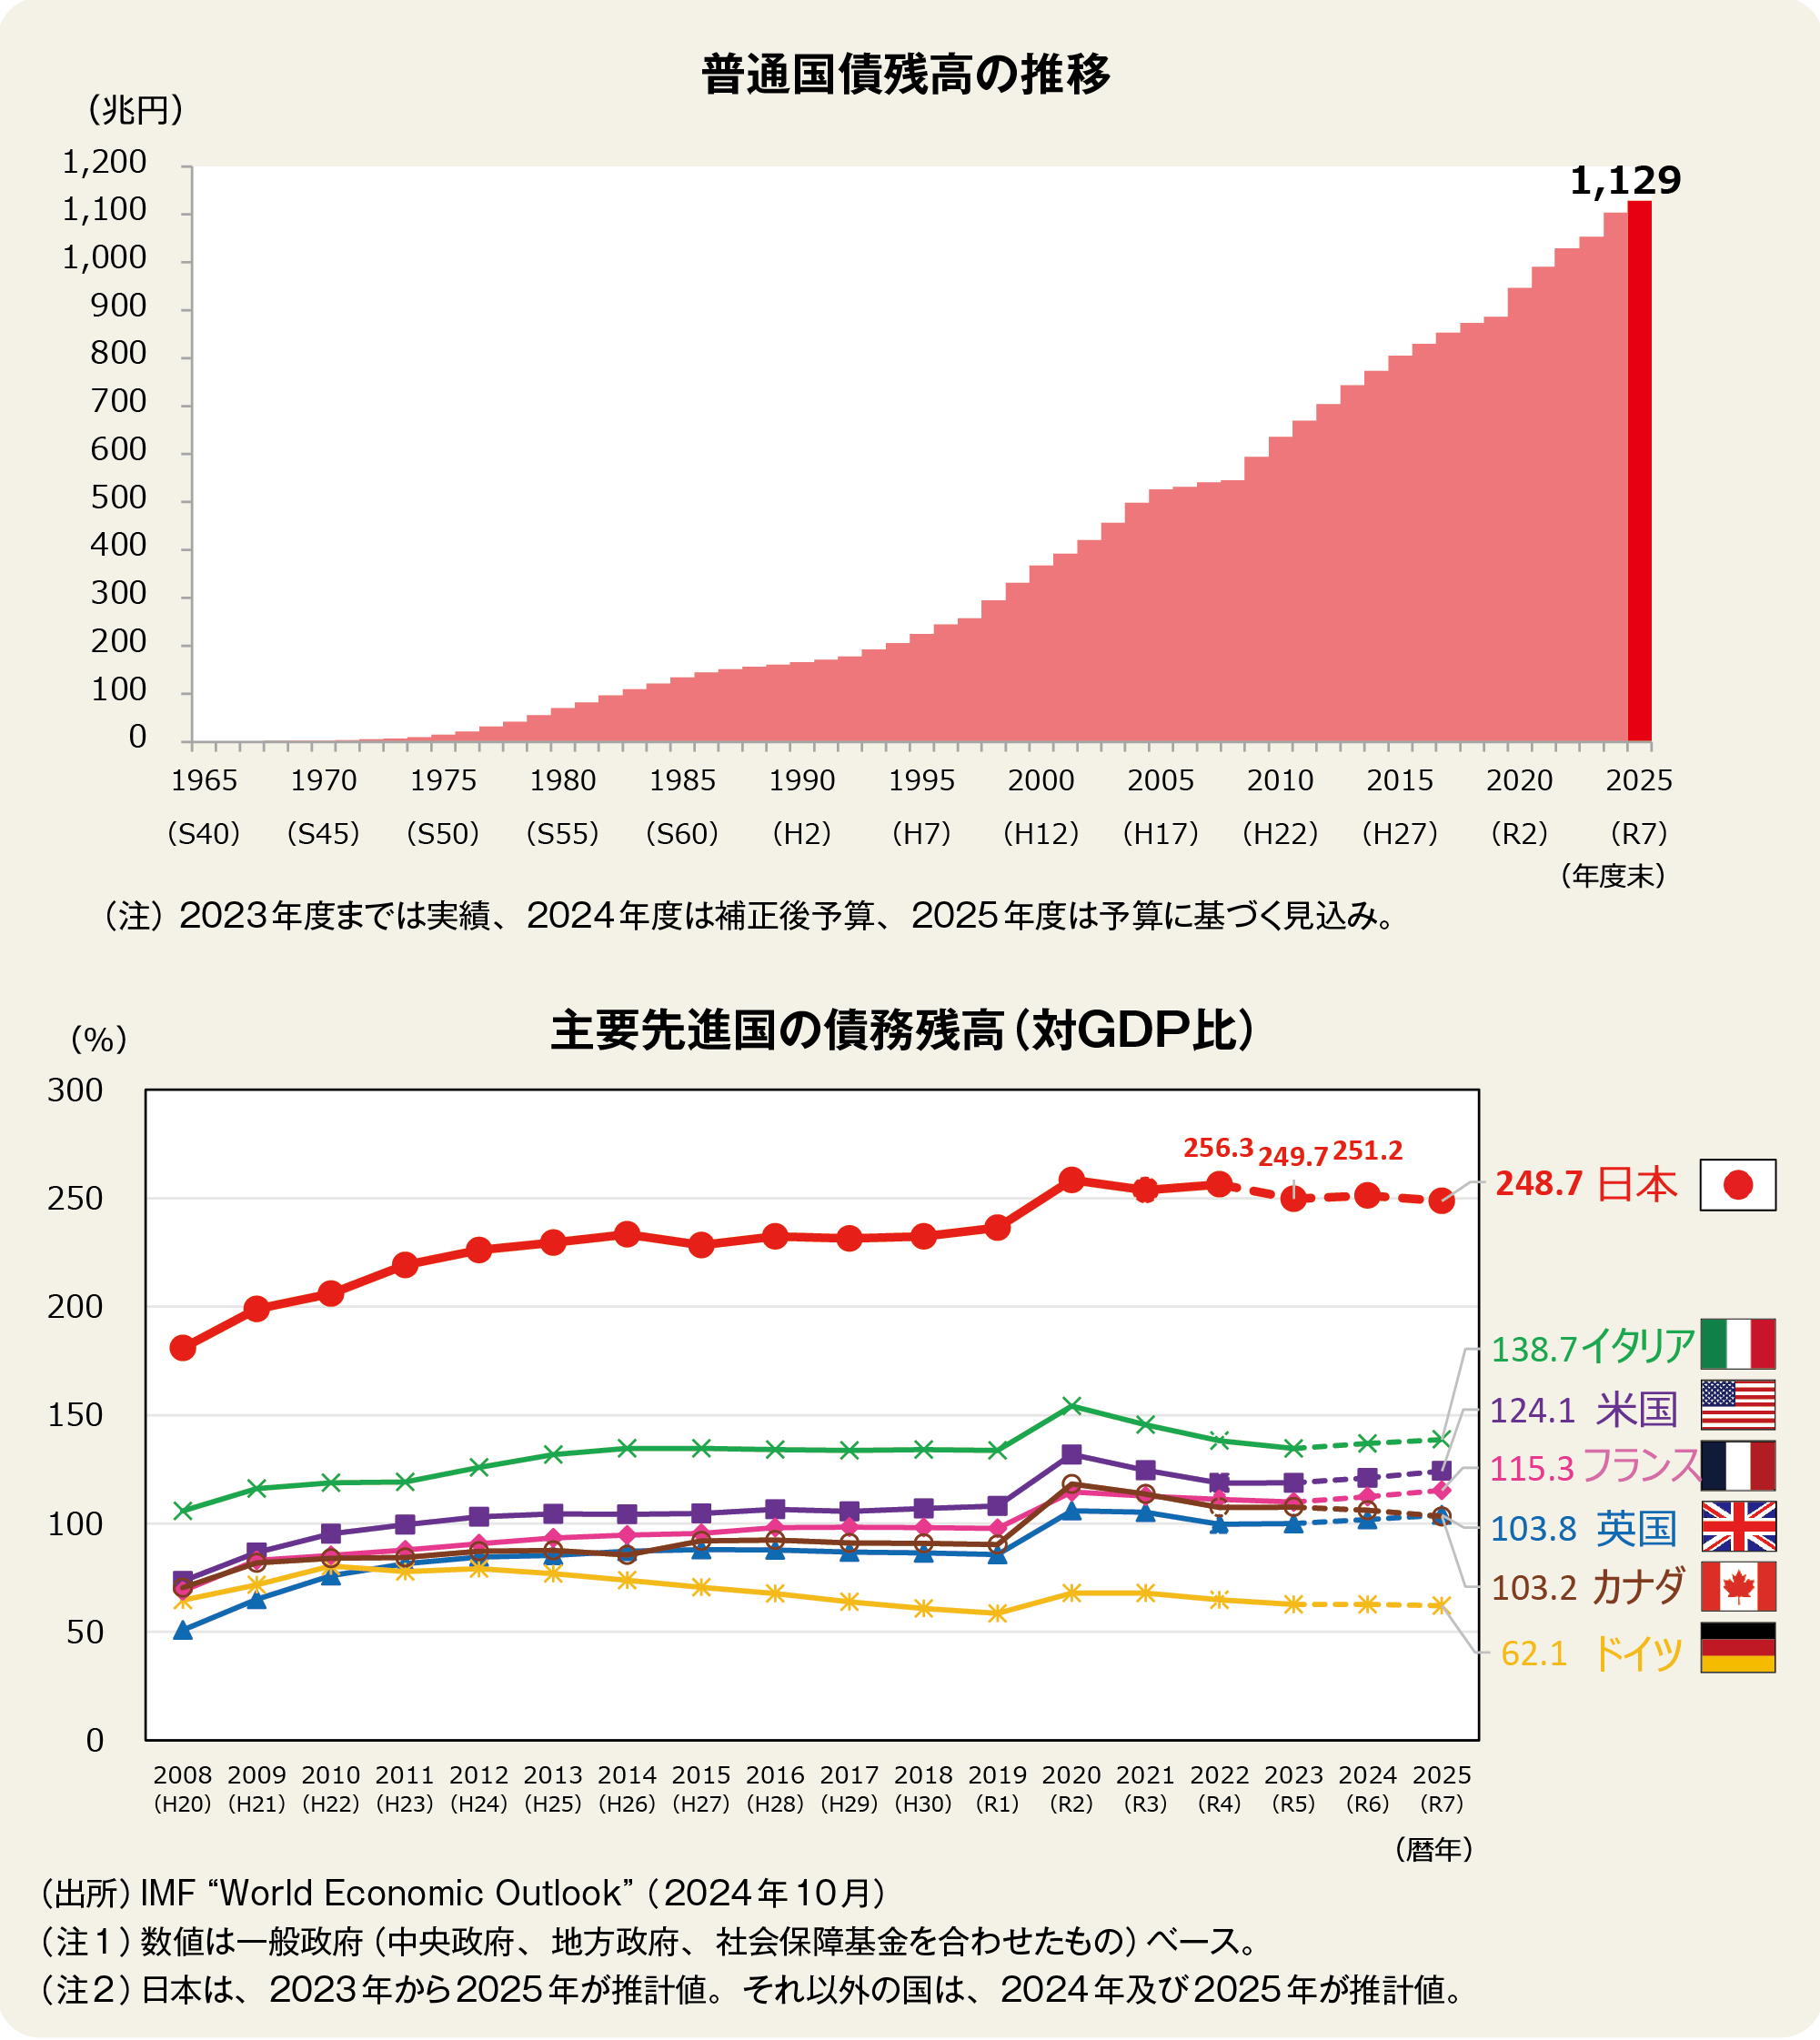 普通国債残高の推移
（兆円）
1,200
1,100
1,000
900
800
700
600
500
400
300
200
100
0
1,129
1965 1970 1975 1980 1985 1990 1995 2000 2005 2010 2015 2020 2025
（S40） （S45） （S50） （S55） （S60） （H2） （H7） （H12） （H17） （H22） （H27） （R2） （R7）
（年度末）
（注） 2023年度までは実績、2024年度は補正後予算、2025年度は予算に基づく見込み。
主要先進国の債務残高（対GDP比）
（%）
300
250
200
150
100
50
0
256.3 249.7 251.2
248.7 日本
138.7 イタリア
124.1 米国
115.3 フランス
103.8 英国
103.2 カナダ
62.1 ドイツ
2008 2009 2010 2011 2012 2013 2014 2015 2016 2017 2018 2019 2020 2021 2022 2023 2024 2025
（H20） （H21） （H22） （H23） （H24） （H25） （H26） （H27） （H28） （H29） （H30） （R1） （R2） （R3） （R4） （R5） （R6） （R7）
（暦年）
（出所）IMF “World Economic Outlook”（2024年10月）
（注１）数値は一般政府（中央政府、地方政府、社会保障基金を合わせたもの）ベース。
（注２）日本は、2023年から2025年が推計値。それ以外の国は、2024年及び2025年が推計値。